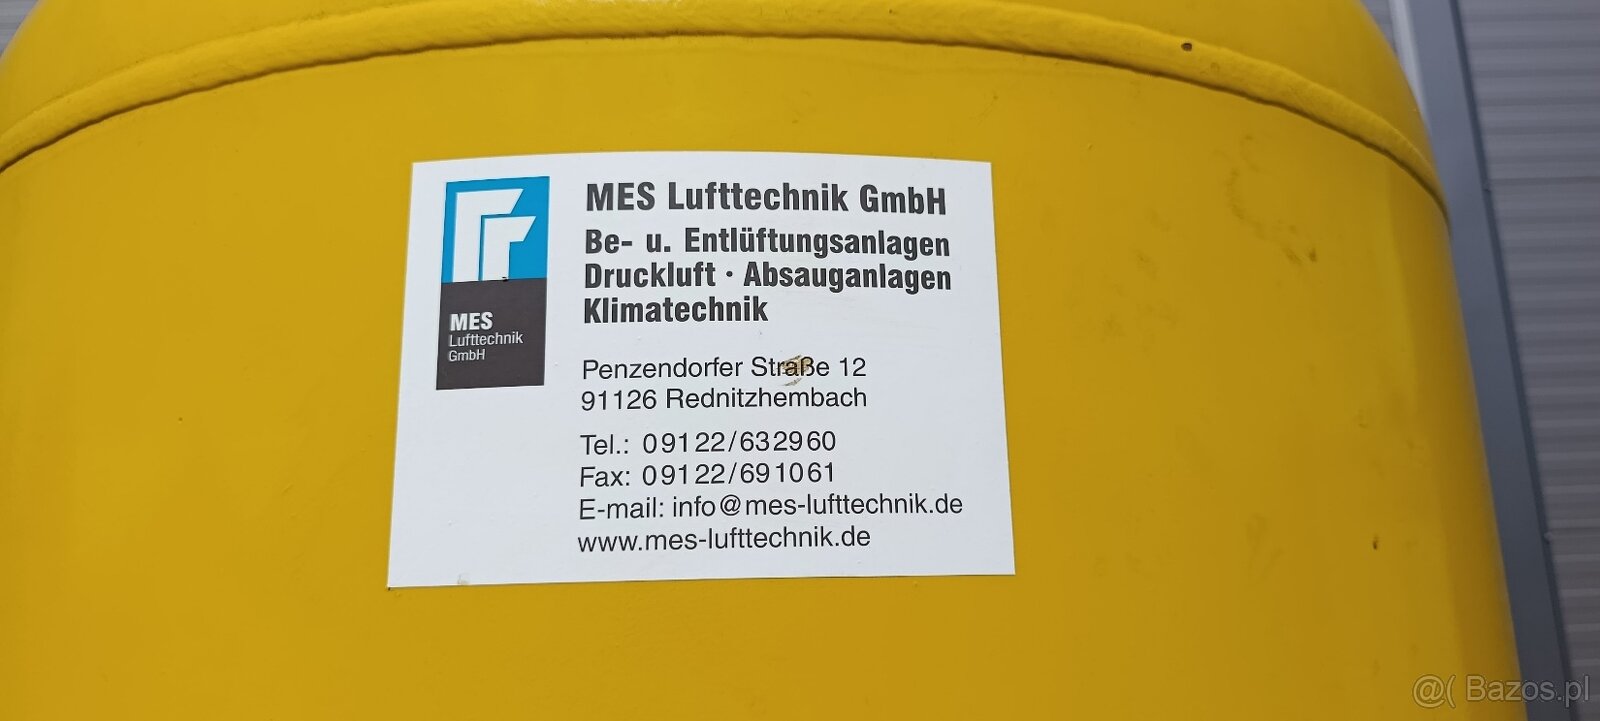 MES Lufttechnik GmbH
Be- u. Entlüftungsanlagen
Druckluft · Absauganlagen
Klimatechnik
MES
Lufttechnik
GmbH
Penzendorfer Straße 12
91126 Rednitzhembach
Tel.: 09122/632960
Fax: 09122/691061
E-mail: info@mes-lufttechnik.de
www.mes-lufttechnik.de
@( Bazos.pl